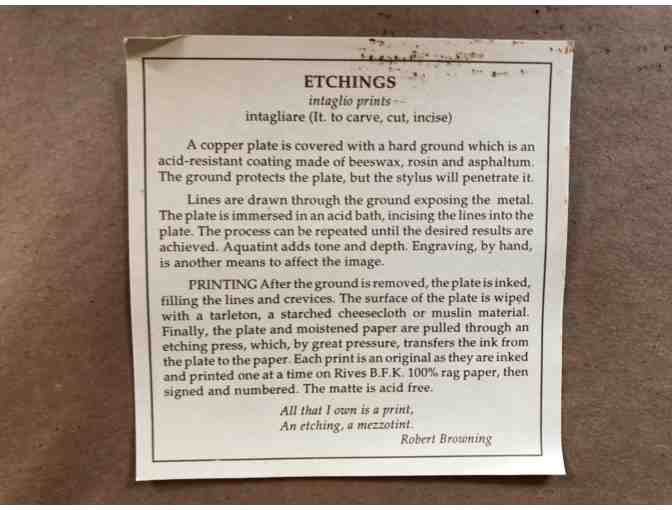 ETCHINGS
intaglio prints
intagliare (It. to carve, cut, incise)
A copper plate is covered with a hard ground which is an
acid-resistant coating made of beeswax, rosin and asphaltum.
The ground protects the plate, but the stylus will penetrate it.
Lines are drawn through the ground exposing the metal.
The plate is immersed in an acid bath, incising the lines into the
plate. The process can be repeated until the desired results are
achieved. Aquatint adds tone and depth. Engraving, by hand,
is another means to affect the image.
PRINTING After the ground is removed, the plate is inked,
filling the lines and crevices. The surface of the plate is wiped
with a tarleton, a starched cheesecloth or muslin material.
Finally, the plate and moistened paper are pulled through an
etching press, which, by great pressure, transfers the ink from
the plate to the paper. Each print is an original as they are inked
and printed one at a time on Rives B.F.K. 100% rag paper, then
signed and numbered. The matte is acid free.
All that I own is a print,
An etching, a mezzotint.
Robert Browning